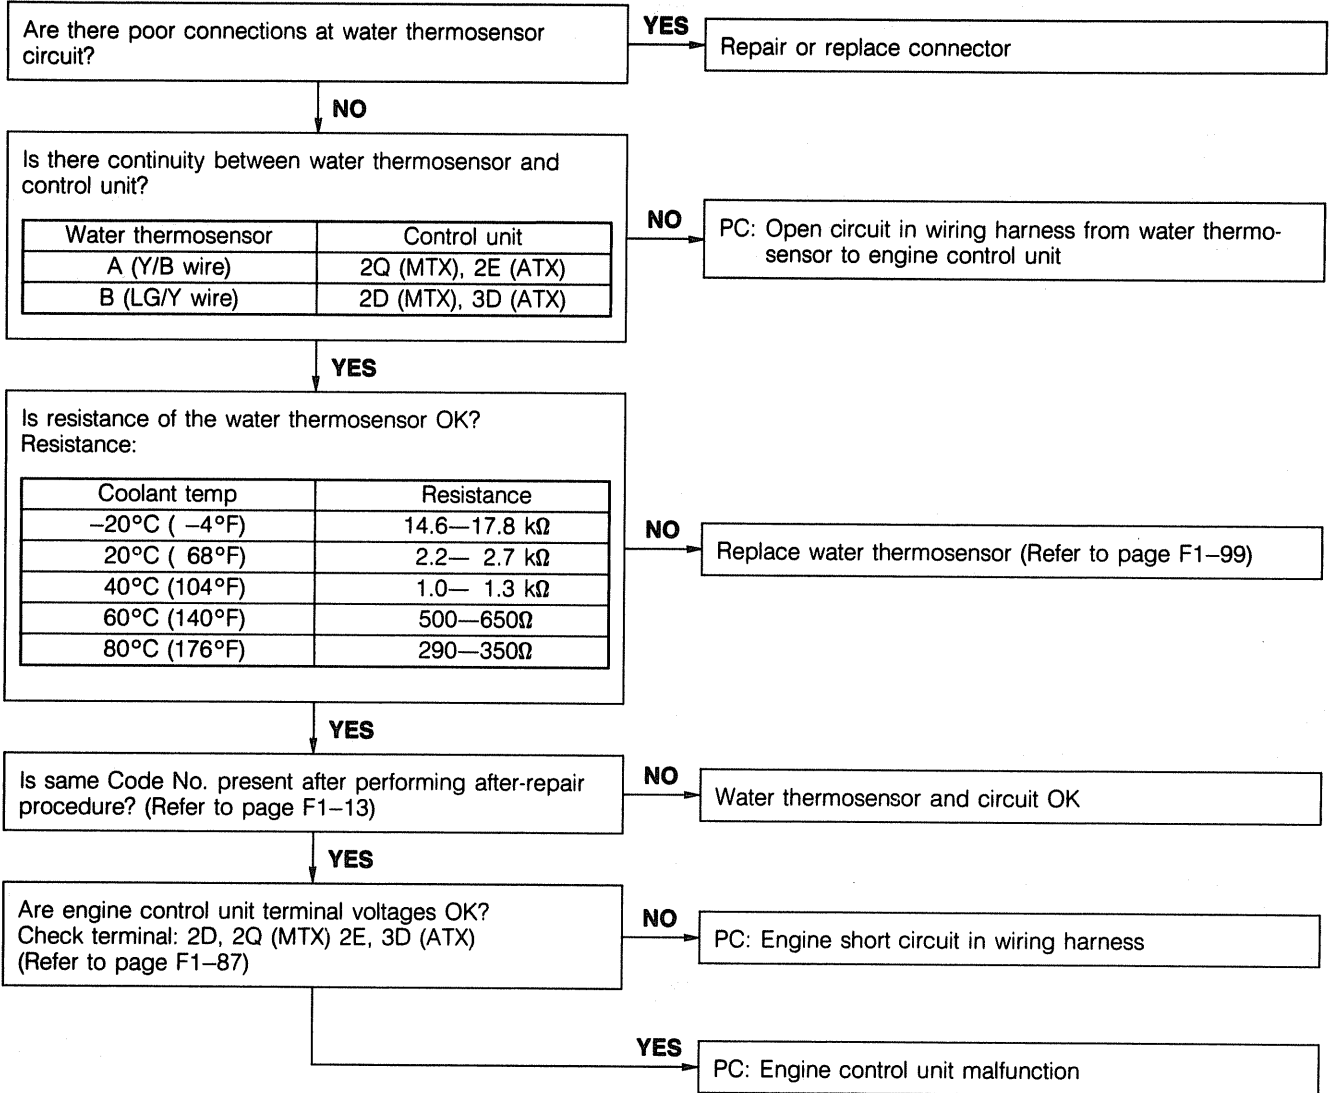 Are there poor connections at water thermosensor
circuit?
YES
Repair or replace connector
NO
Is there continuity between water thermosensor and
control unit?
Water thermosensor Control unit
A (Y/B wire) 2Q (MTX), 2E (ATX)
B (LG/Y wire) 2D (MTX), 3D (ATX)
NO
PC: Open circuit in wiring harness from water thermo-
sensor to engine control unit
YES
Is resistance of the water thermosensor OK?
Resistance:
Coolant temp Resistance
–20°C ( –4°F) 14.6—17.8 kΩ
20°C ( 68°F) 2.2— 2.7 kΩ
40°C (104°F) 1.0— 1.3 kΩ
60°C (140°F) 500—650Ω
80°C (176°F) 290—350Ω
NO
Replace water thermosensor (Refer to page F1–99)
YES
Is same Code No. present after performing after-repair
procedure? (Refer to page F1–13)
NO
Water thermosensor and circuit OK
YES
Are engine control unit terminal voltages OK?
Check terminal: 2D, 2Q (MTX) 2E, 3D (ATX)
(Refer to page F1–87)
NO
PC: Engine short circuit in wiring harness
YES
PC: Engine control unit malfunction